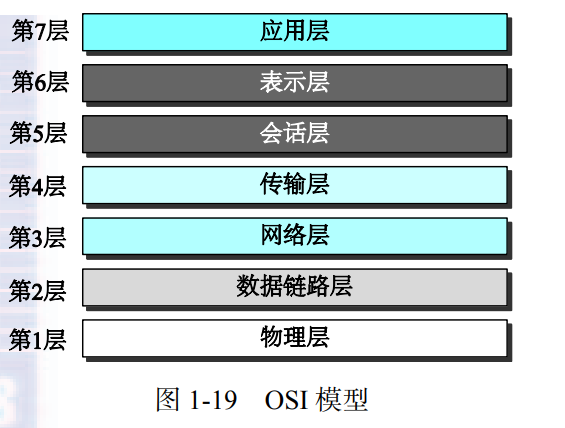 第7层 应用层
第6层 表示层
第5层 会话层
第4层 传输层
第3层 网络层
第2层 数据链路层
第1层 物理层
图 1-19 OSI 模型